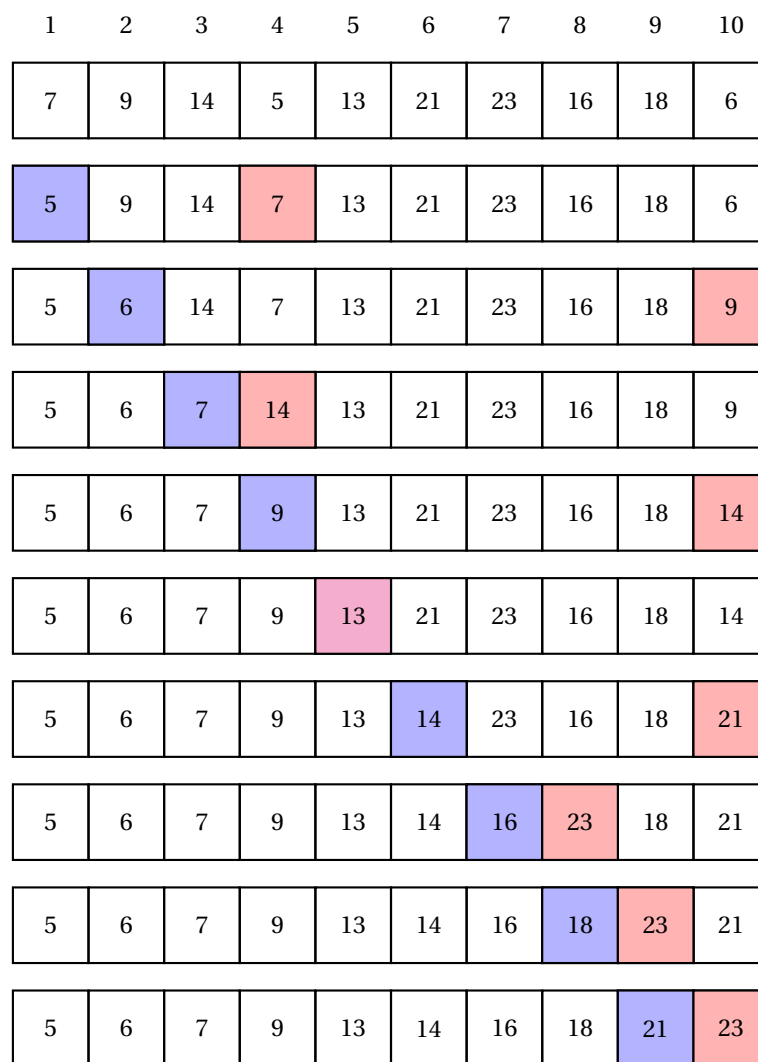 1 2 3 4 5 6 7 8 9 10
7 9 14 5 13 21 23 16 18 6
5 9 14 7 13 21 23 16 18 6
5 6 14 7 13 21 23 16 18 9
5 6 7 14 13 21 23 16 18 9
5 6 7 9 13 21 23 16 18 14
5 6 7 9 13 21 23 16 18 14
5 6 7 9 13 14 23 16 18 21
5 6 7 9 13 14 16 23 18 21
5 6 7 9 13 14 16 18 23 21
5 6 7 9 13 14 16 18 21 23